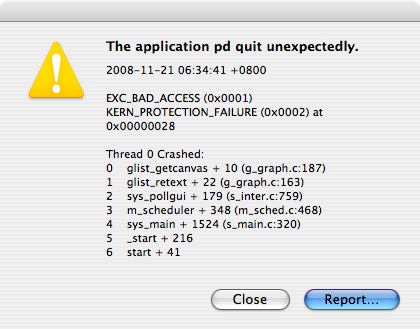 The application pd quit unexpectedly.
2008-11-21 06:34:41 +0800
EXC_BAD_ACCESS (0x0001)
KERN_PROTECTION_FAILURE (0x0002) at
0x00000028
Thread 0 Crashed:
0 glist_getcanvas + 10 (g_graph.c:187)
1 glist_retext + 22 (g_graph.c:163)
2 sys_pollgui + 179 (s_inter.c:759)
3 m_scheduler + 348 (m_sched.c:468)
4 sys_main + 1524 (s_main.c:320)
5 _start + 216
6 start + 41
Close Report...